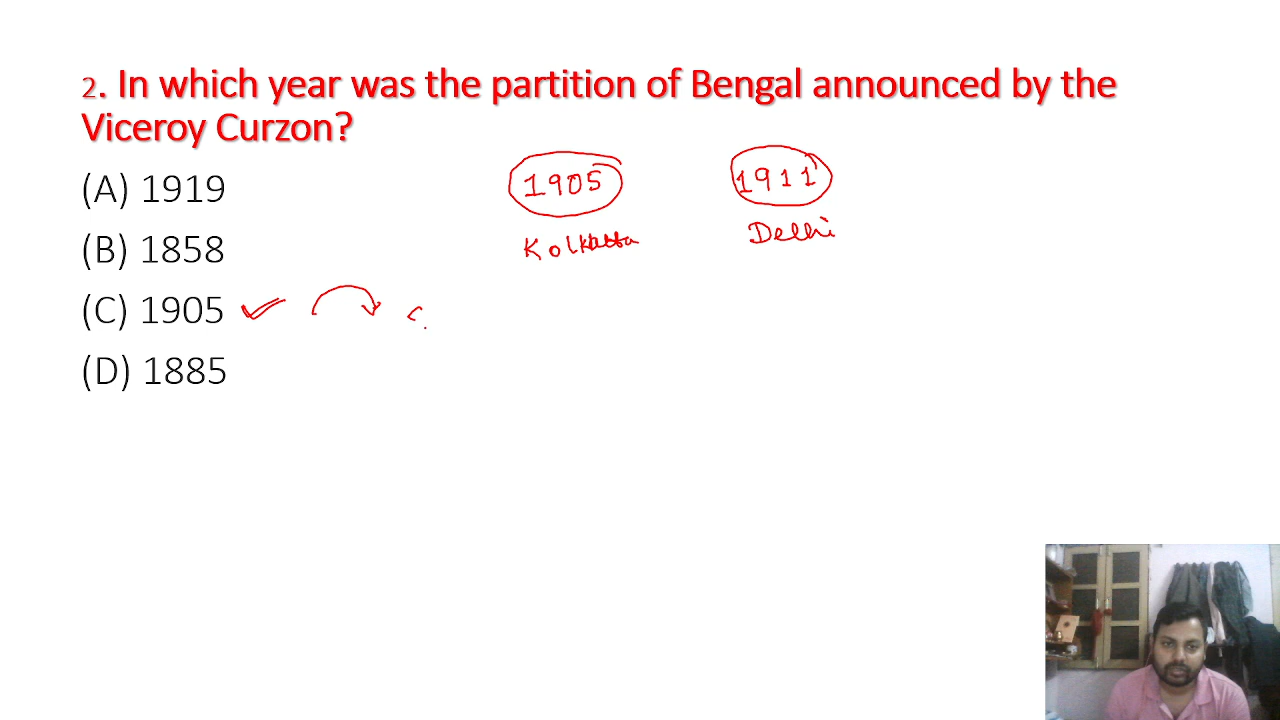 2. In which year was the partition of Bengal announced by the
Viceroy Curzon?
(A) 1919
(B) 1858
(C) 1905
(D) 1885
1905
Kolkatta
1911
Delhi